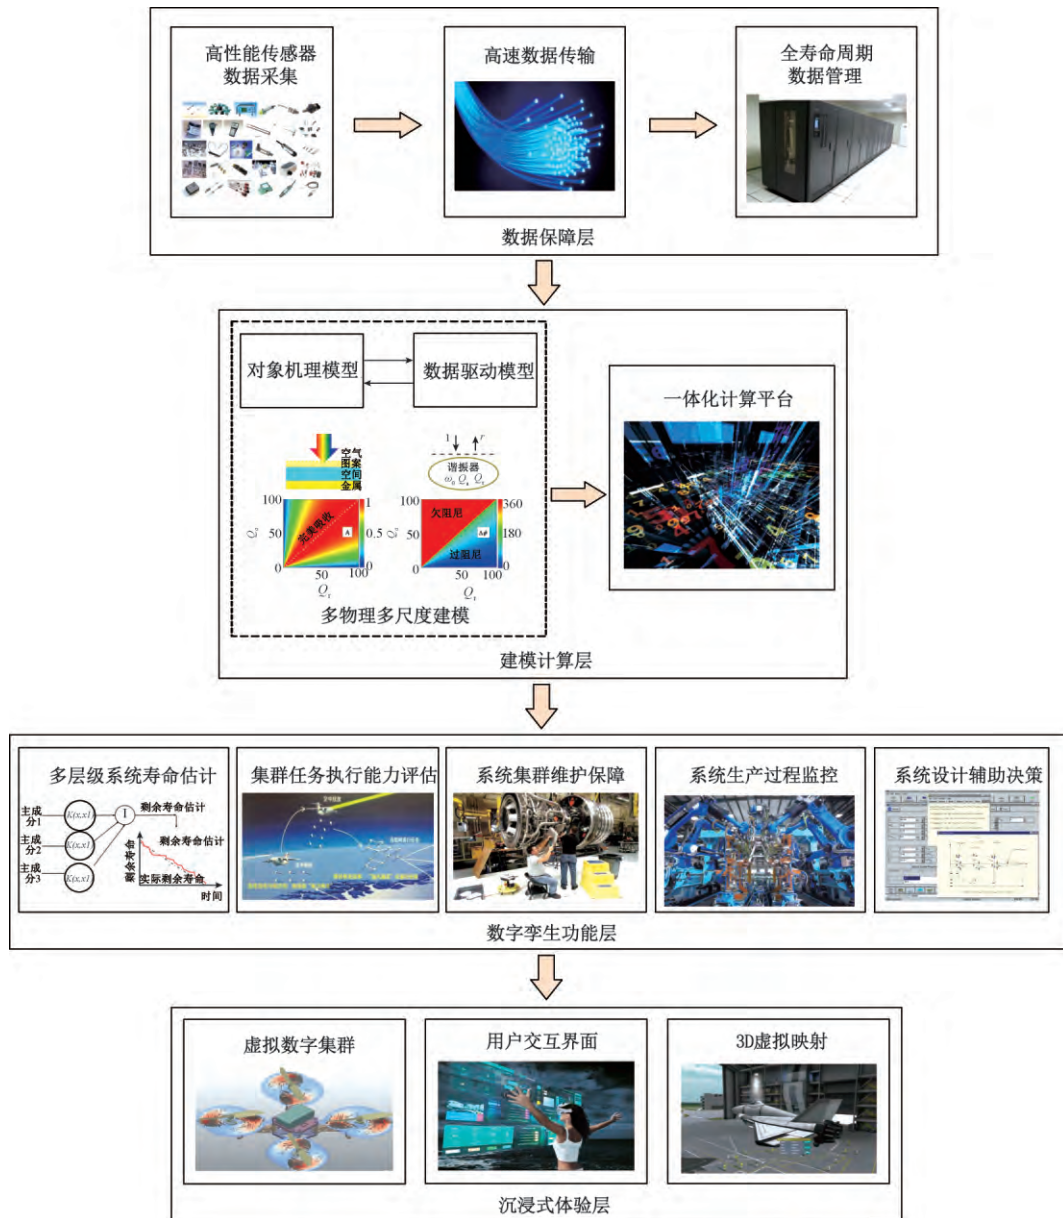 高性能传感器
数据采集
高速数据传输
全寿命周期
数据管理
数据保障层
对象机理模型
数据驱动模型
一体化计算平台
空气
图案
空间
金属
1
r
谐振器
100
50
0
50
100
1
0.5
0
完美吸收
A
100
50
0
50
100
360
180
0
欠阻尼
过阻尼
Δφ
多物理多尺度建模
建模计算层
多层级系统寿命估计
主成
分1
主成
分2
主成
分3
K(x,x1)
K(x,x1)
K(x,x1)
剩余寿命估计
剩余寿命
剩余寿命估计
实际剩余寿命
时间
集群任务执行能力评估
系统集群维护保障
系统生产过程监控
系统设计辅助决策
数字孪生功能层
虚拟数字集群
用户交互界面
3D虚拟映射
沉浸式体验层